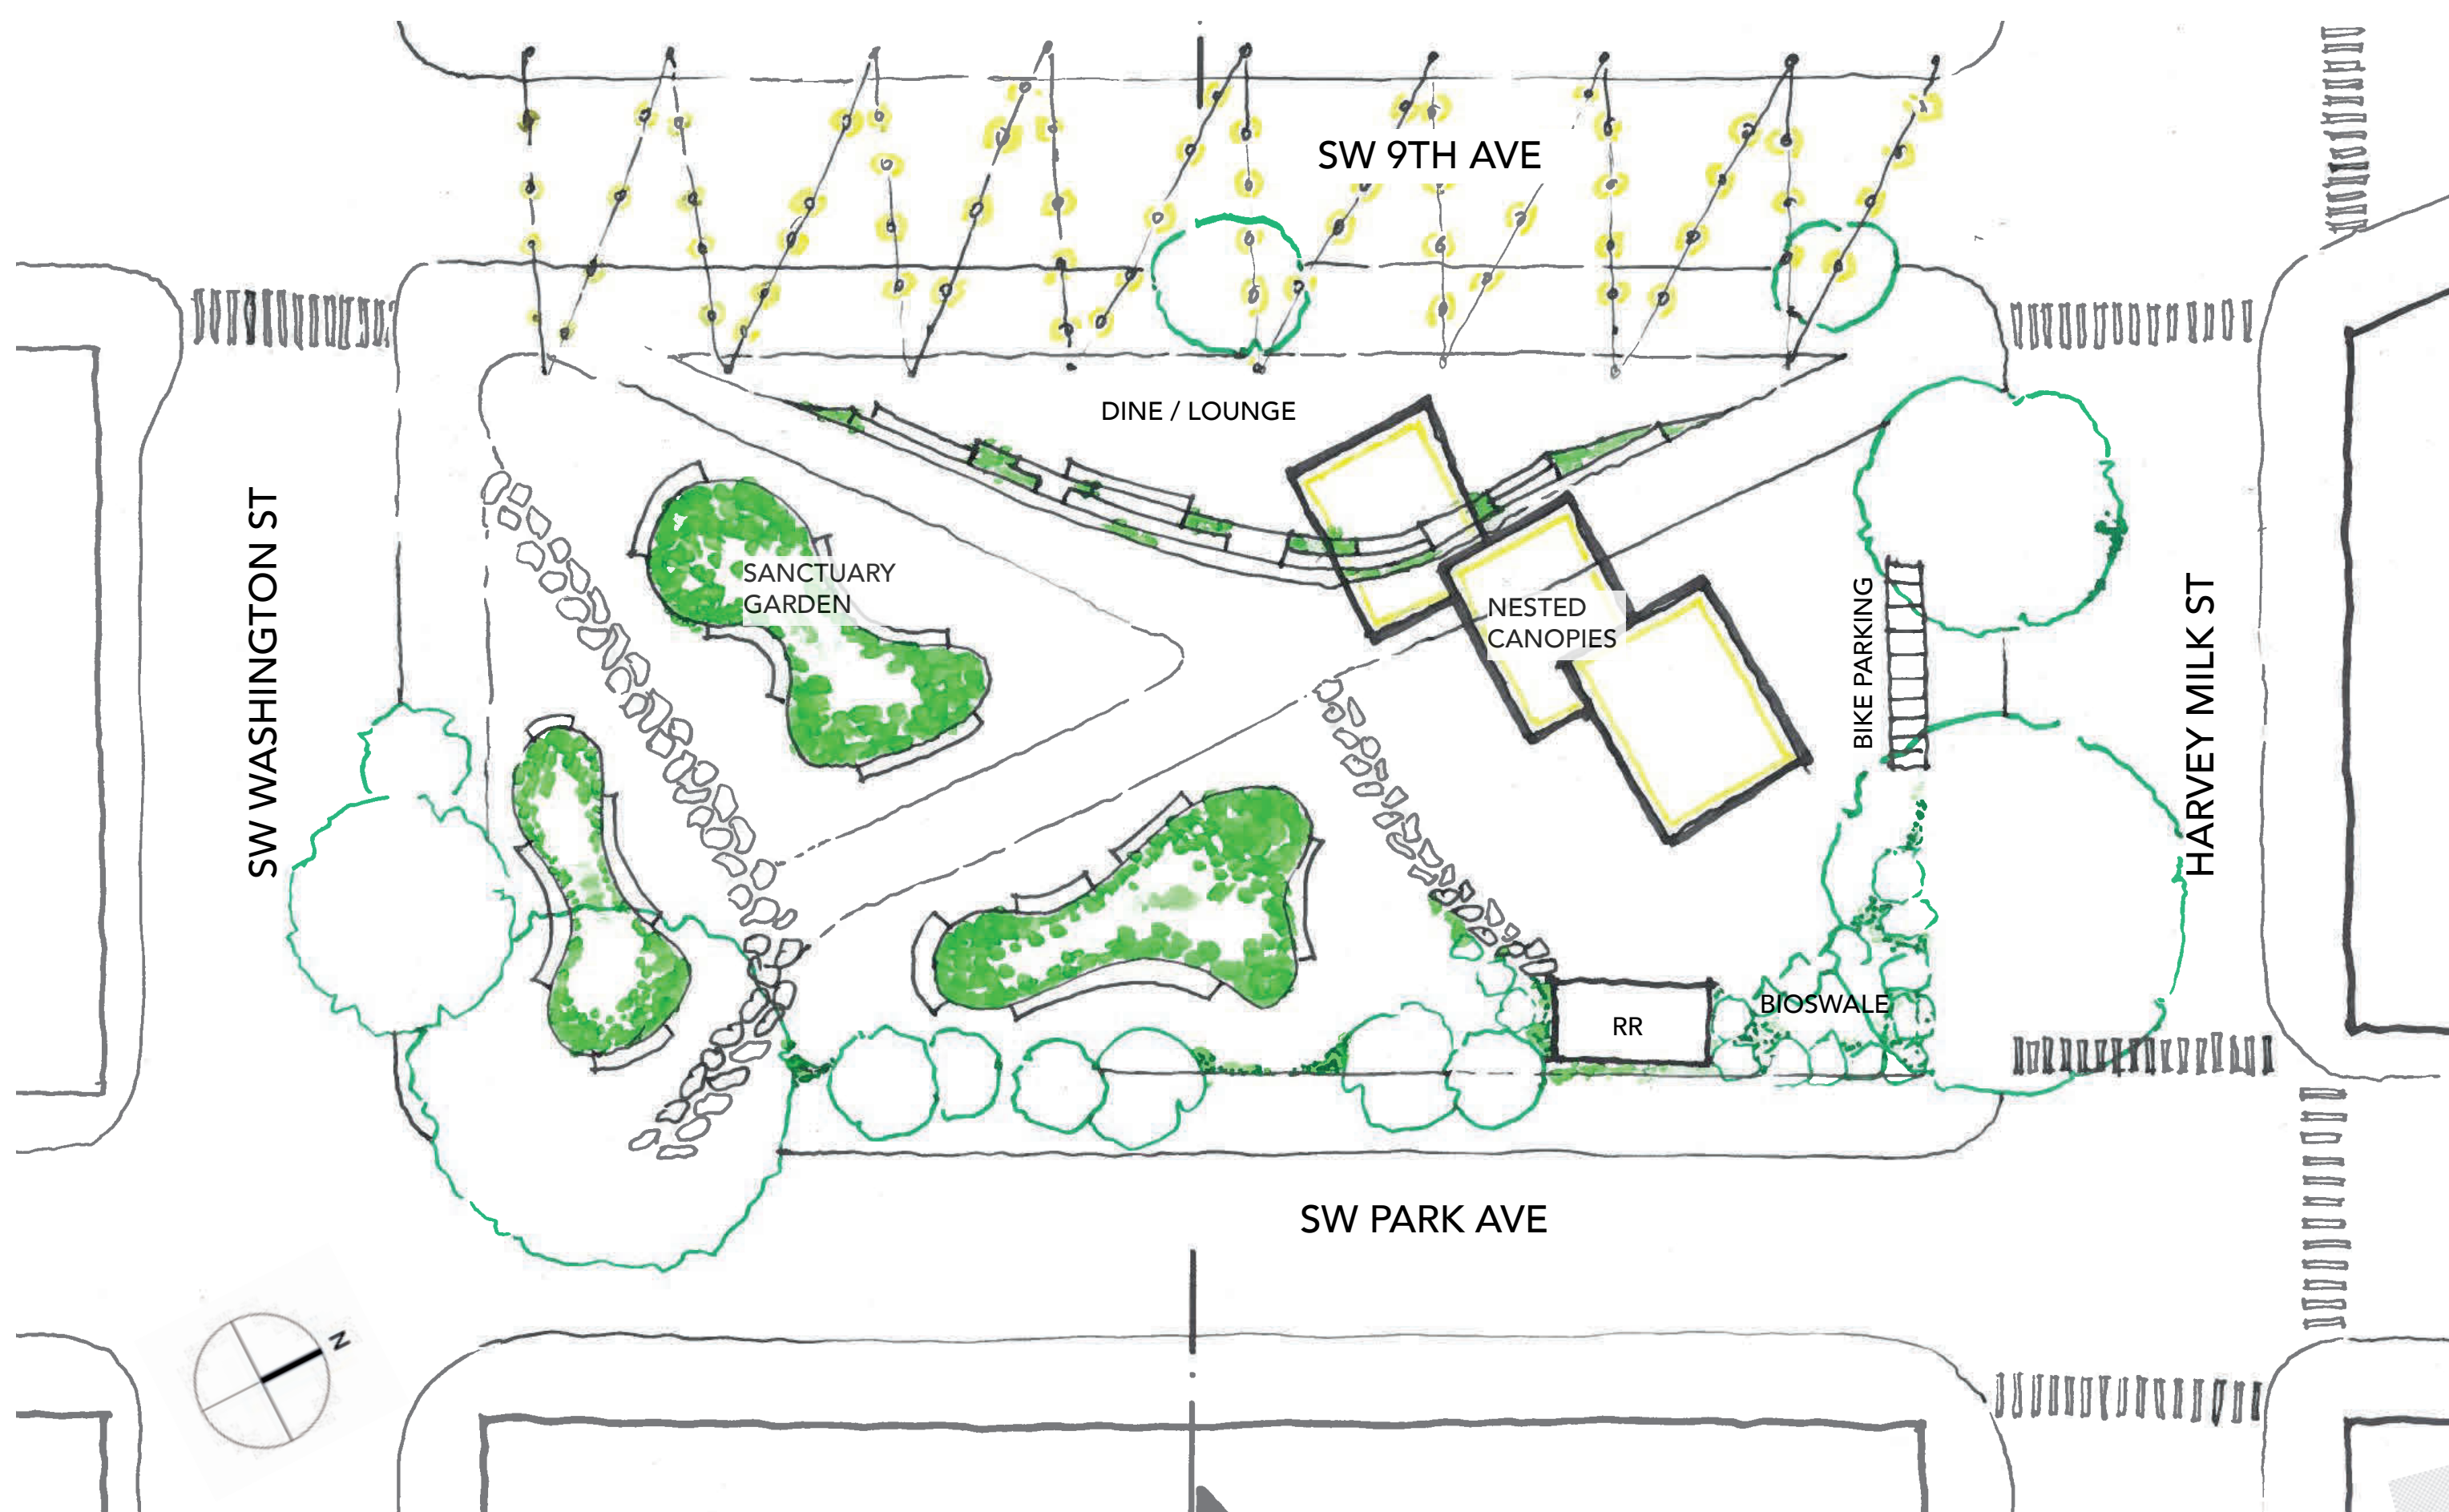 SW 9TH AVE
DINE / LOUNGE
SANCTUARY
GARDEN
NESTED
CANOPIES
BIKE PARKING
SW WASHINGTON ST
HARVEY MILK ST
BIOSWALE
RR
SW PARK AVE
N